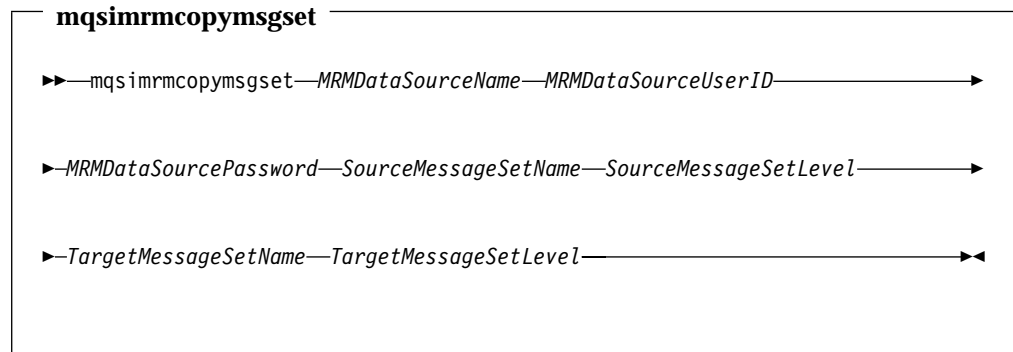 mqsimrmcopymsgset
mqsimrmcopymsgset MRMDataSourceName MRMDataSourceUserID
MRMDataSourcePassword SourceMessageSetName SourceMessageSetLevel
TargetMessageSetName TargetMessageSetLevel